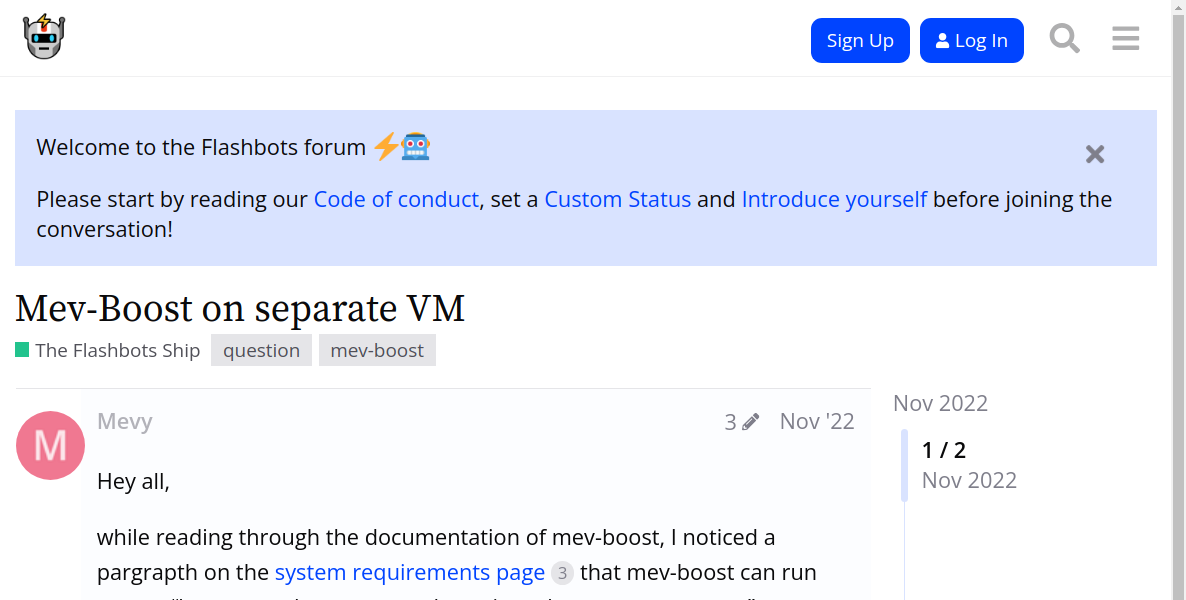 Sign Up
Log In
Welcome to the Flashbots forum
Please start by reading our Code of conduct, set a Custom Status and Introduce yourself before joining the
conversation!
Mev-Boost on separate VM
The Flashbots Ship question mev-boost
M
Mevy 3 Nov '22
Nov 2022
1 / 2
Nov 2022
Hey all,
while reading through the documentation of mev-boost, I noticed a
pargrapth on the system requirements page 3 that mev-boost can run